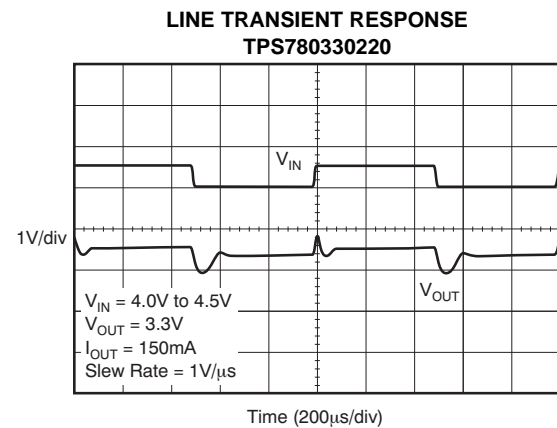 LINE TRANSIENT RESPONSE
TPS780330220
V_IN
1V/div
V_OUT
V_IN = 4.0V to 4.5V
V_OUT = 3.3V
I_OUT = 150mA
Slew Rate = 1V/μs
Time (200μs/div)